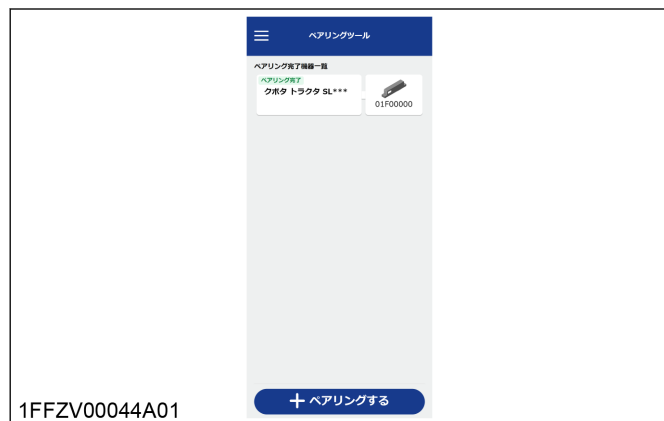 ペアリングツール
ペアリング完了機器一覧
ペアリング完了
クボタ トラクタ SL***
01F00000
ペアリングする
1FFZV00044A01